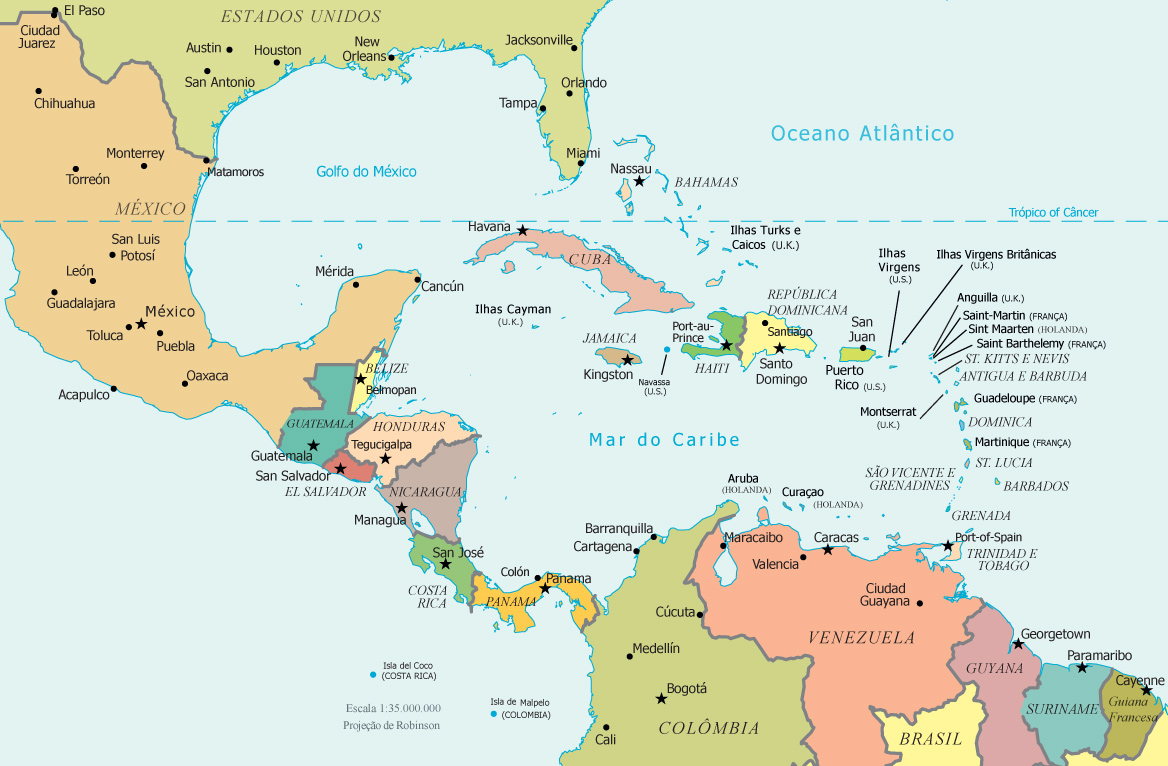 El Paso
ESTADOS UNIDOS
Ciudad
Juarez
Austin
Houston
New
Orleans
Jacksonville
San Antonio
Orlando
Chihuahua
Tampa
Oceano Atlântico
Monterrey
Miami
Torreón
Matamoros
Golfo do México
Nassau
BAHAMAS
MÉXICO
Trópico of Câncer
Havana
Ilhas Turks e
Caicos (U.K.)
San Luis
Potosí
CUBA
Ilhas
Virgens
(U.S.)
Ilhas Virgens Britânicas
(U.K.)
León
Mérida
Cancún
Guadalajara
México
Ilhas Cayman
(U.K.)
REPÚBLICA
DOMINICANA
Anguilla (U.K.)
Saint-Martin (FRANÇA)
Sint Maarten (HOLANDA)
Saint Barthelemy (FRANÇA)
Toluca
Puebla
JAMAICA
Kingston
Port-au-
Prince
Santiago
San
Juan
ST. KITTS E NEVIS
HAITI
Santo
Domingo
Puerto
Rico (U.S.)
Navassa
(U.S.)
ANTIGUA E BARBUDA
Oaxaca
Acapulco
BELIZE
Belmopan
Montserrat
(U.K.)
Guadeloupe (FRANÇA)
DOMINICA
GUATEMALA
HONDURAS
Tegucigalpa
Mar do Caribe
Martinique (FRANÇA)
Guatemala
San Salvador
EL SALVADOR
NICARAGUA
Managua
ST. LUCIA
SÃO VICENTE E
GRENADINES
BARBADOS
Aruba
(HOLANDA)
Curaçao
(HOLANDA)
GRENADA
Barranquilla
Cartagena
Maracaibo
Caracas
Valencia
Port-of-Spain
TRINIDAD E
TOBAGO
San José
COSTA
RICA
Colón
Panama
PANAMA
Ciudad
Guayana
Cúcuta
VENEZUELA
Georgetown
Medellín
Paramaribo
Isla del Coco
(COSTA RICA)
GUYANA
Cayenne
Bogotá
Isla de Malpelo
(COLOMBIA)
SURINAME
Guiana
Francesa
Escala 1:35.000.000
Projeção de Robinson
COLÔMBIA
Cali
BRASIL